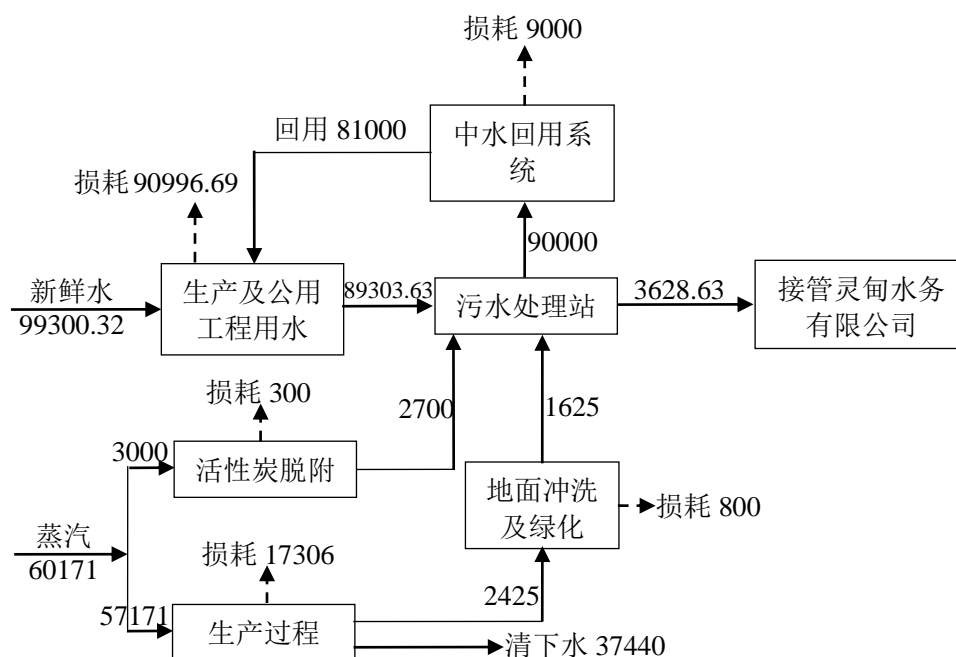 损耗 9000
回用 81000
中水回用系
统
损耗 90996.69
90000
新鲜水
99300.32
生产及公用
工程用水
89303.63
污水处理站
3628.63
接管灵甸水务
有限公司
损耗 300
2700
1625
3000
活性炭脱附
地面冲洗
及绿化
损耗 800
蒸汽
60171
损耗 17306
2425
57171
生产过程
清下水 37440